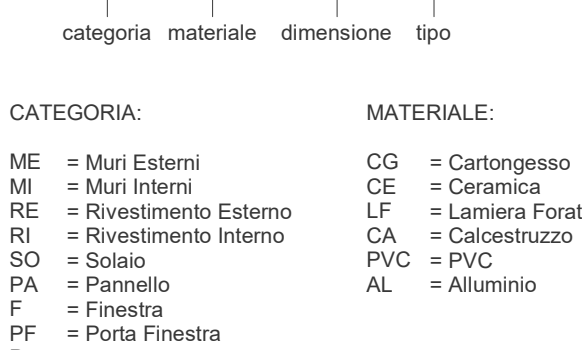 categoria materiale dimensione tipo
CATEGORIA:
ME = Muri Esterni
MI = Muri Interni
RE = Rivestimento Esterno
RI = Rivestimento Interno
SO = Solaio
PA = Pannello
F = Finestra
PF = Porta Finestra
MATERIALE:
CG = Cartongesso
CE = Ceramica
LF = Lamiera Forat
CA = Calcestruzzo
PVC = PVC
AL = Alluminio